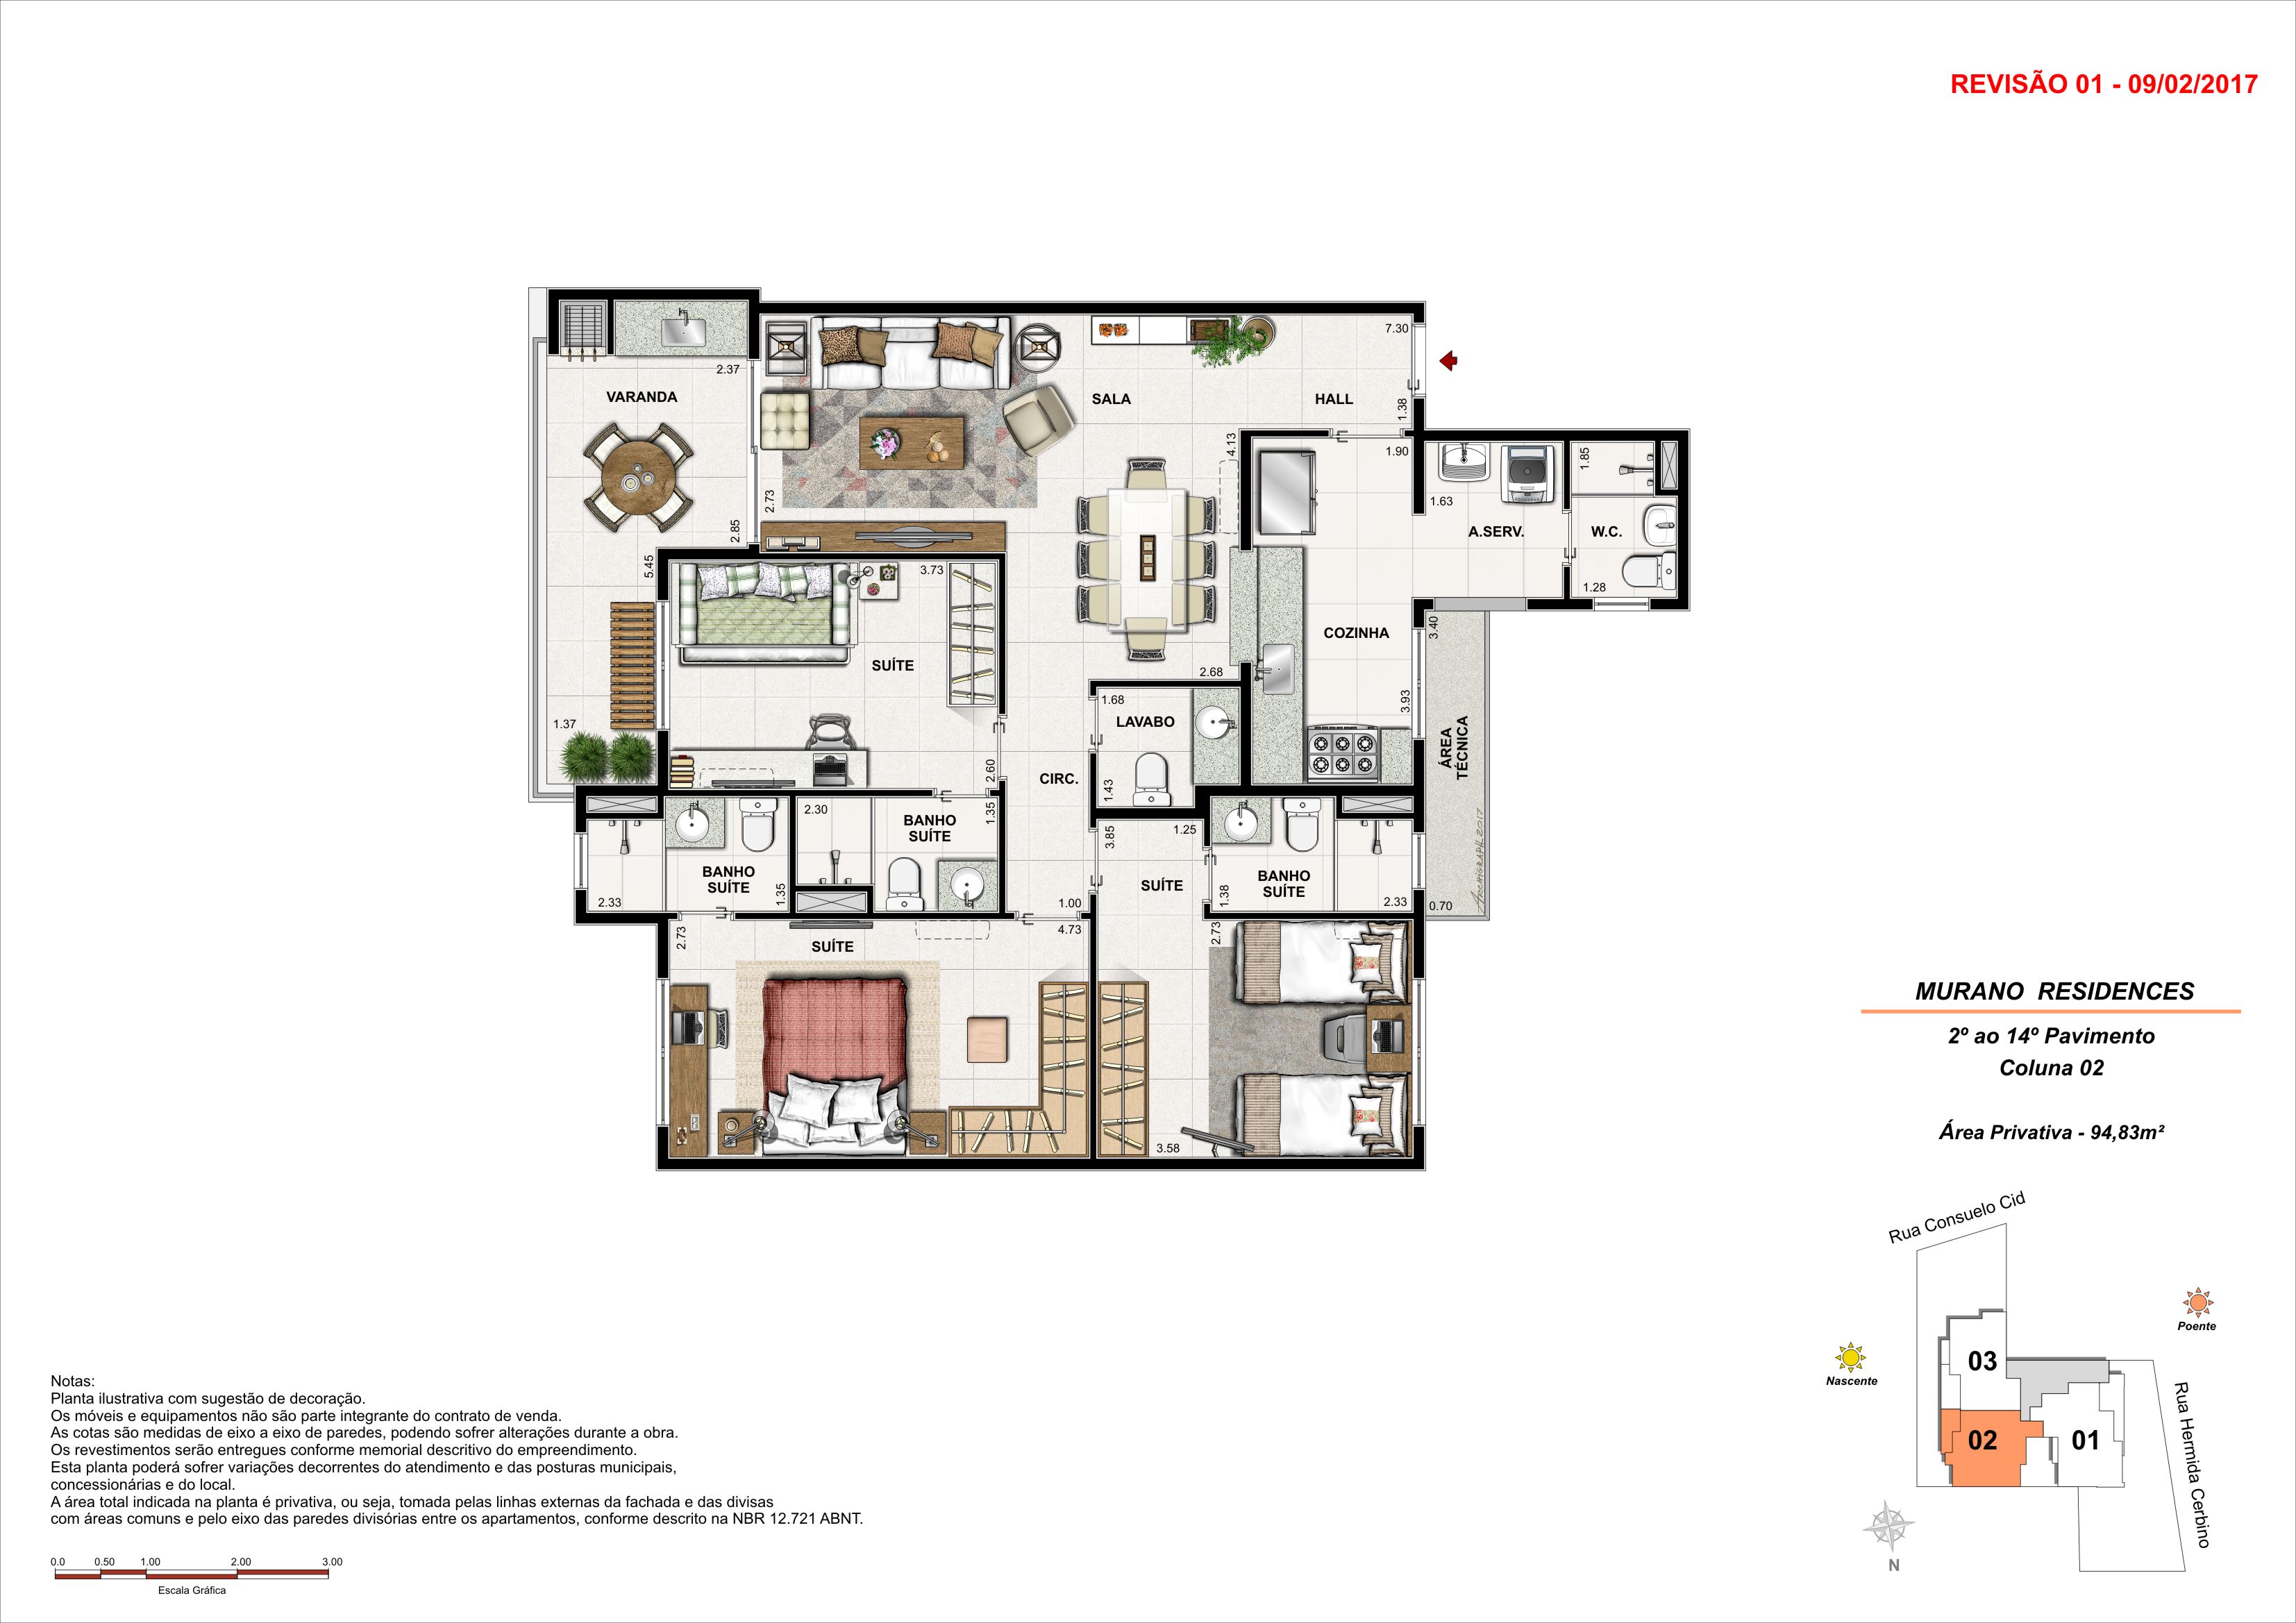 REVISÃO 01 - 09/02/2017
7.30
2.37
VARANDA
SALA
HALL
1.38
4.13
1.90
1.85
2.73
1.63
2.85
A.SERV.
W.C.
5.45
3.73
1.28
3.40
COZINHA
SUÍTE
2.68
1.68
3.93
1.37
LAVABO
ÁREA
TÉCNICA
2.60
CIRC.
1.43
2.30
1.35
BANHO
SUÍTE
3.85
1.25
ARCHIGRAPH 2017
BANHO
SUÍTE
1.35
SUÍTE
BANHO
SUÍTE
1.38
2.33
1.00
2.33
0.70
4.73
2.73
SUÍTE
2.73
3.58
MURANO RESIDENCES
2º ao 14º Pavimento
Coluna 02
Área Privativa - 94,83m²
Rua Consuelo Cid
Poente
Nascente
03
02
01
Rua Hermida Cerbino
N
Notas:
Planta ilustrativa com sugestão de decoração.
Os móveis e equipamentos não são parte integrante do contrato de venda.
As cotas são medidas de eixo a eixo de paredes, podendo sofrer alterações durante a obra.
Os revestimentos serão entregues conforme memorial descritivo do empreendimento.
Esta planta poderá sofrer variações decorrentes do atendimento e das posturas municipais,
concessionárias e do local.
A área total indicada na planta é privativa, ou seja, tomada pelas linhas externas da fachada e das divisas
com áreas comuns e pelo eixo das paredes divisórias entre os apartamentos, conforme descrito na NBR 12.721 ABNT.
0.0 0.50 1.00 2.00 3.00
Escala Gráfica